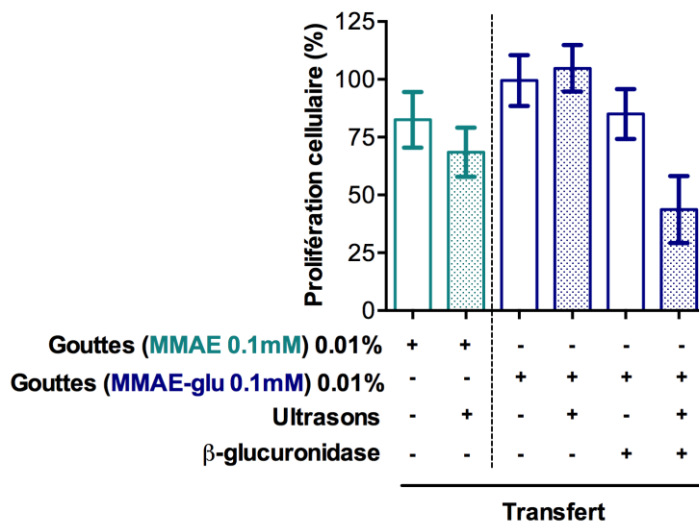 Prolifération cellulaire (%)
125
100
75
50
25
0
Gouttes (MMAE 0.1mM) 0.01% + + - - - -
Gouttes (MMAE-glu 0.1mM) 0.01% - - + + + +
Ultrasons - + - + - +
β-glucuronidase - - - - + +
Transfert